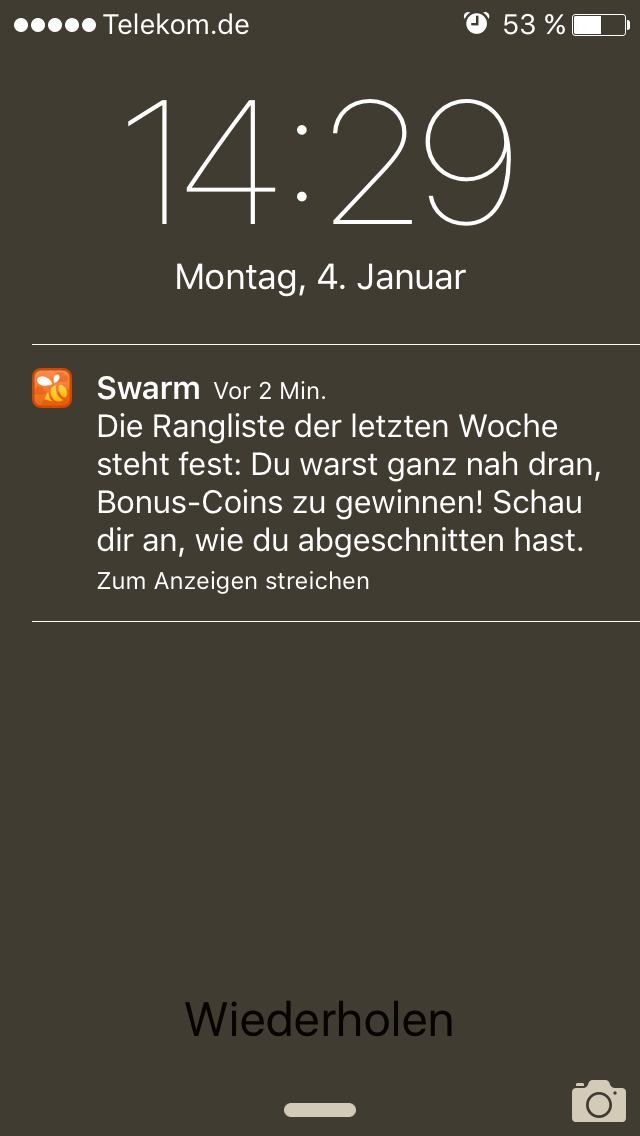 Telekom.de 53 %
14:29
Montag, 4. Januar
Swarm Vor 2 Min.
Die Rangliste der letzten Woche
steht fest: Du warst ganz nah dran,
Bonus-Coins zu gewinnen! Schau
dir an, wie du abgeschnitten hast.
Zum Anzeigen streichen
Wiederholen